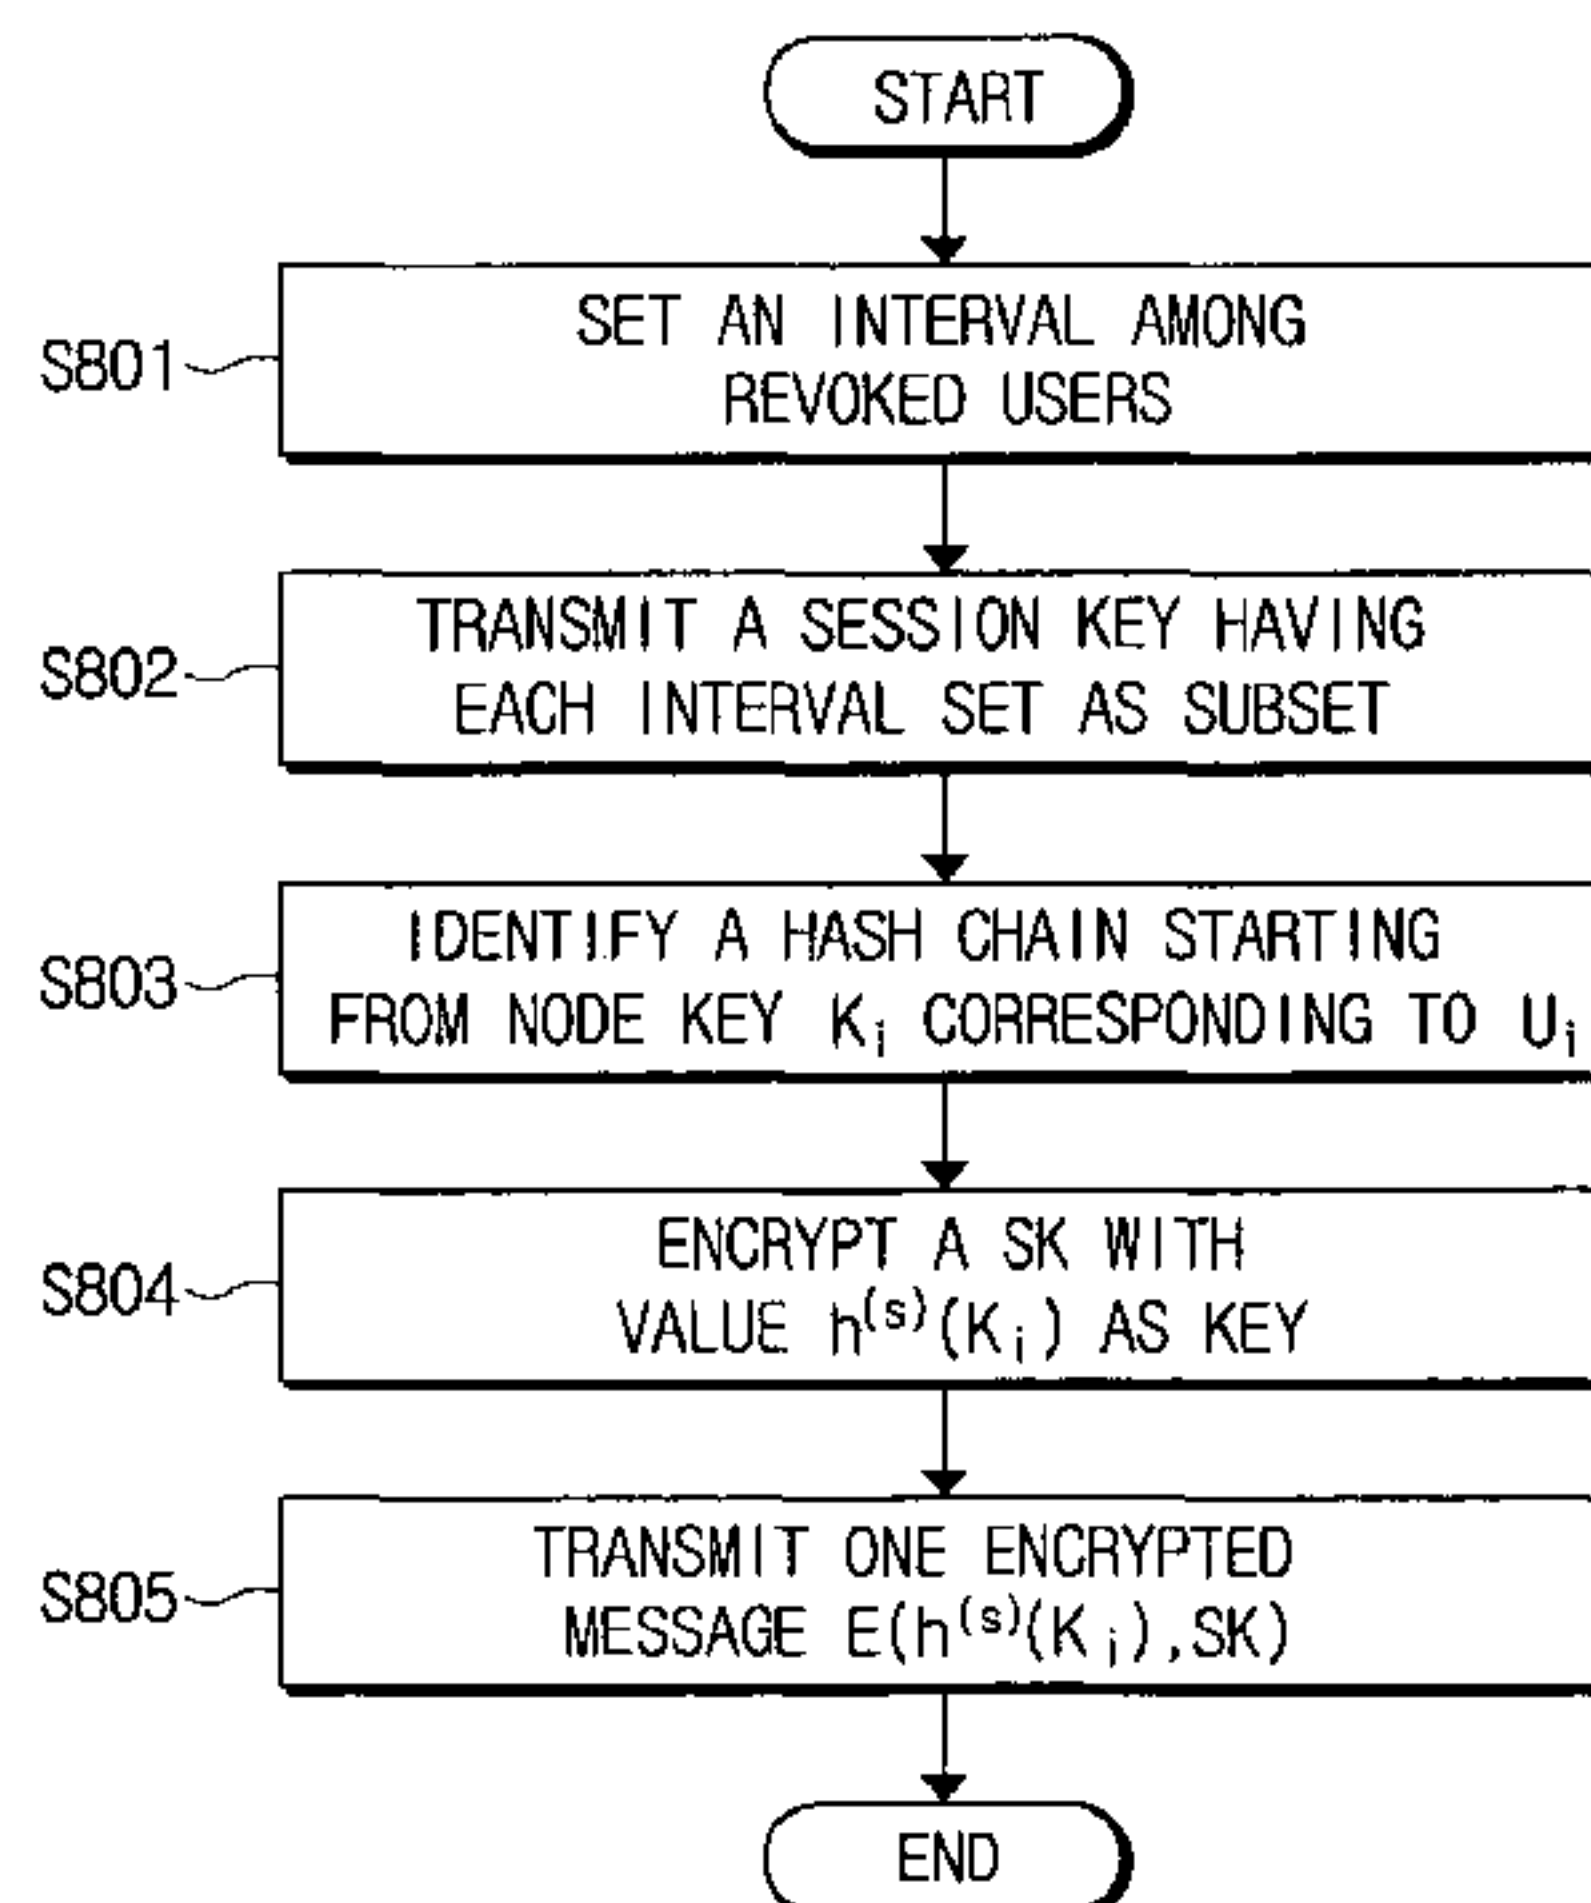 START
S801
SET AN INTERVAL AMONG
REVOKED USERS
S802
TRANSMIT A SESSION KEY HAVING
EACH INTERVAL SET AS SUBSET
S803
IDENTIFY A HASH CHAIN STARTING
FROM NODE KEY Kᵢ CORRESPONDING TO Uᵢ
S804
ENCRYPT A SK WITH
VALUE h⁽ˢ⁾(Kᵢ) AS KEY
S805
TRANSMIT ONE ENCRYPTED
MESSAGE E(h⁽ˢ⁾(Kᵢ),SK)
END